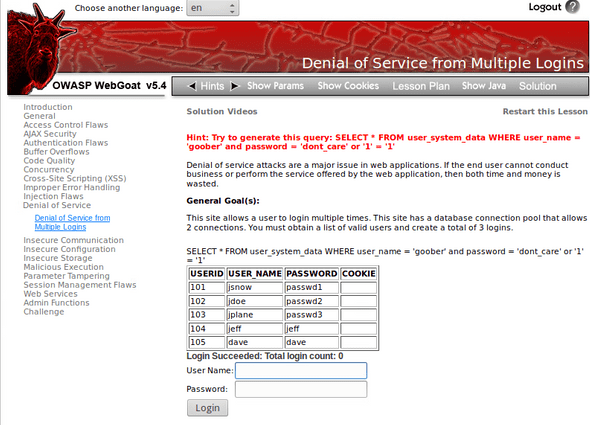 Choose another language: en Logout ?
Denial of Service from Multiple Logins
OWASP WebGoat v5.4
Hints Show Params Show Cookies Lesson Plan Show Java Solution
Introduction
General
Access Control Flaws
AJAX Security
Authentication Flaws
Buffer Overflows
Code Quality
Concurrency
Cross-Site Scripting (XSS)
Improper Error Handling
Injection Flaws
Denial of Service
Denial of Service from
Multiple Logins
Insecure Communication
Insecure Configuration
Insecure Storage
Malicious Execution
Parameter Tampering
Session Management Flaws
Web Services
Admin Functions
Challenge
Solution Videos Restart this Lesson
Hint: Try to generate this query: SELECT * FROM user_system_data WHERE user_name =
'goober' and password = 'dont_care' or '1' = '1'
Denial of service attacks are a major issue in web applications. If the end user cannot conduct
business or perform the service offered by the web application, then both time and money is
wasted.
General Goal(s):
This site allows a user to login multiple times. This site has a database connection pool that allows
2 connections. You must obtain a list of valid users and create a total of 3 logins.
SELECT * FROM user_system_data WHERE user_name = 'goober' and password = 'dont_care' or '1'
= '1'
USERID USER_NAME PASSWORD COOKIE
101 jsnow passwd1
102 jdoe passwd2
103 jplane passwd3
104 jeff jeff
105 dave dave
Login Succeeded: Total login count: 0
User Name:
Password:
Login